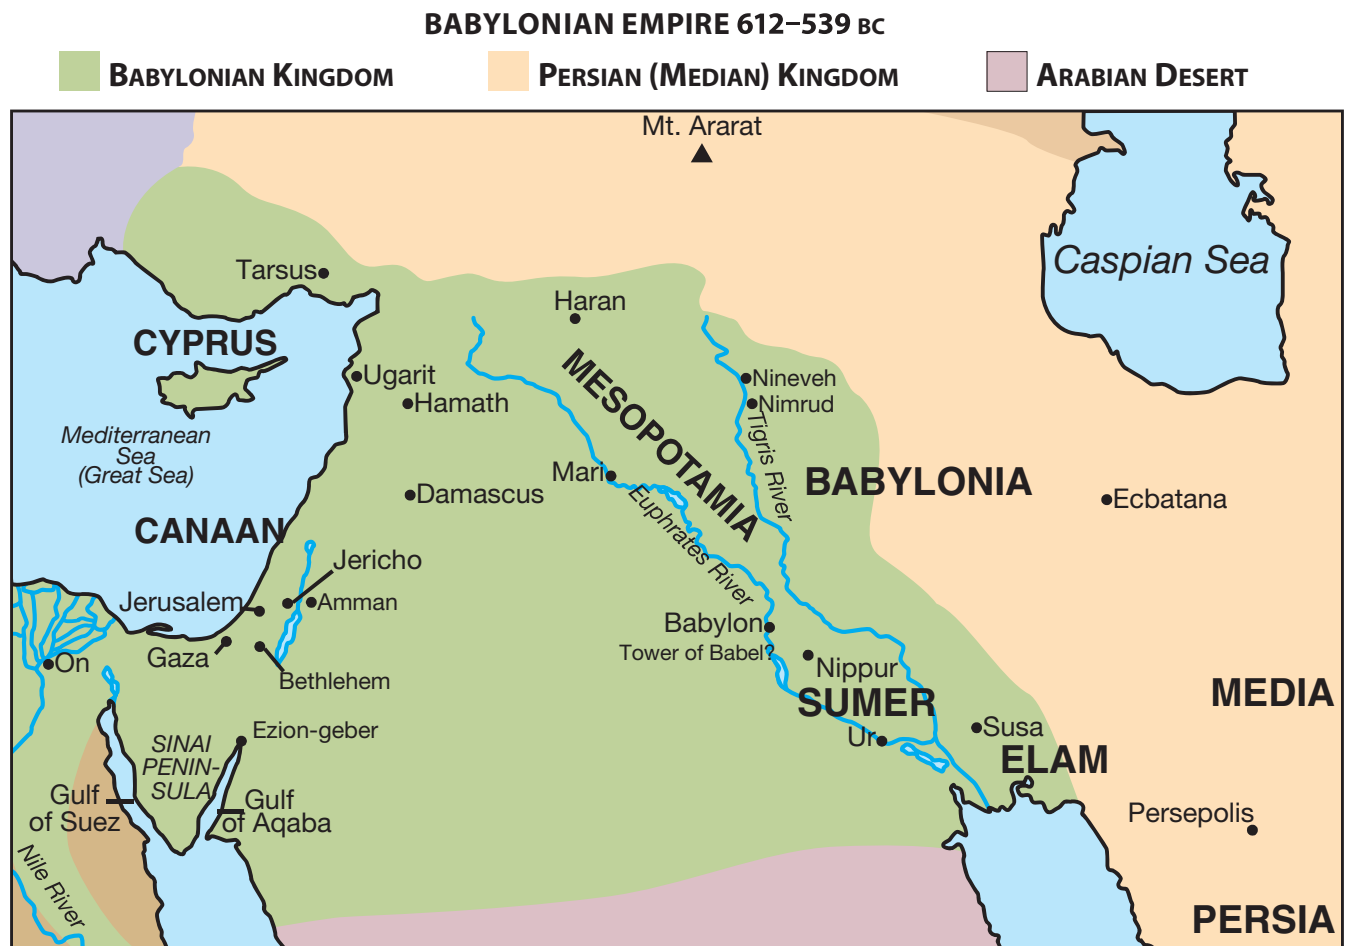 BABYLONIAN EMPIRE 612–539 BC
BABYLONIAN KINGDOM
PERSIAN (MEDIAN) KINGDOM
ARABIAN DESERT
Mt. Ararat
Caspian Sea
Tarsus
Haran
CYPRUS
Ugarit
Hamath
Nineveh
Nimrud
MESOPOTAMIA
Tigris River
Mediterranean
Sea
(Great Sea)
Mari
Damascus
BABYLONIA
Ecbatana
CANAAN
Euphrates River
Jericho
Jerusalem
Amman
Babylon
Tower of Babel?
Gaza
On
Bethlehem
Nippur
SUMER
MEDIA
Ezion-geber
Ur
Susa
ELAM
SINAI
PENIN-
SULA
Gulf
of Suez
Gulf
of Aqaba
Persepolis
Nile River
PERSIA